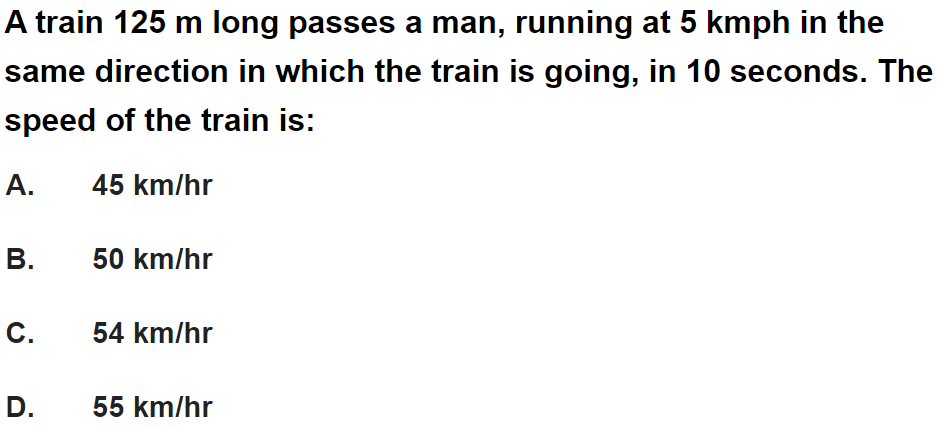 A train 125 m long passes a man, running at 5 kmph in the
same direction in which the train is going, in 10 seconds. The
speed of the train is:
A. 45 km/hr
B. 50 km/hr
C. 54 km/hr
D. 55 km/hr